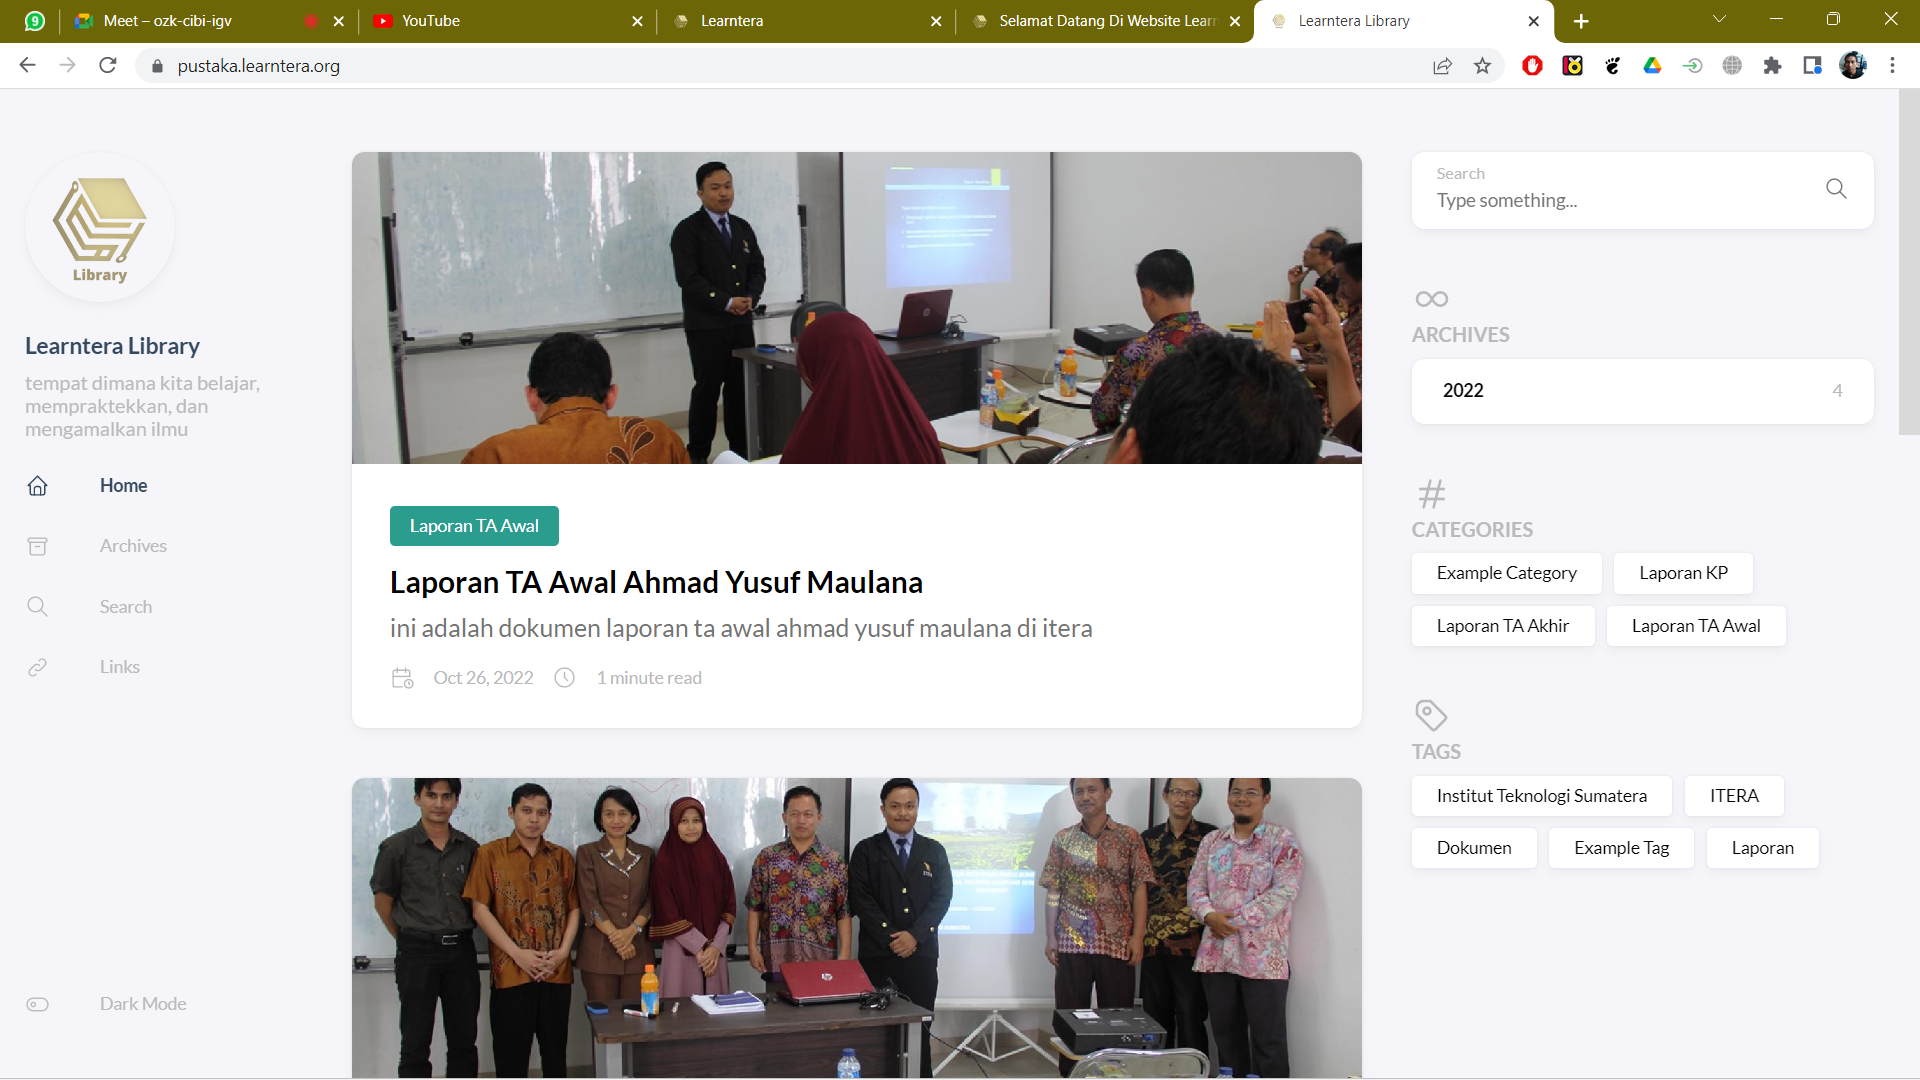 9
Meet – ozk-cibi-igv
YouTube
Learntera
Selamat Datang Di Website Lear
Learntera Library
pustaka.learntera.org
Library
Learntera Library
tempat dimana kita belajar,
mempraktekkan, dan
mengamalkan ilmu
Home
Archives
Search
Links
Dark Mode
Laporan TA Awal
Laporan TA Awal Ahmad Yusuf Maulana
ini adalah dokumen laporan ta awal ahmad yusuf maulana di itera
Oct 26, 2022
1 minute read
Search
Type something...
ARCHIVES
2022
4
CATEGORIES
Example Category
Laporan KP
Laporan TA Akhir
Laporan TA Awal
TAGS
Institut Teknologi Sumatera
ITERA
Dokumen
Example Tag
Laporan